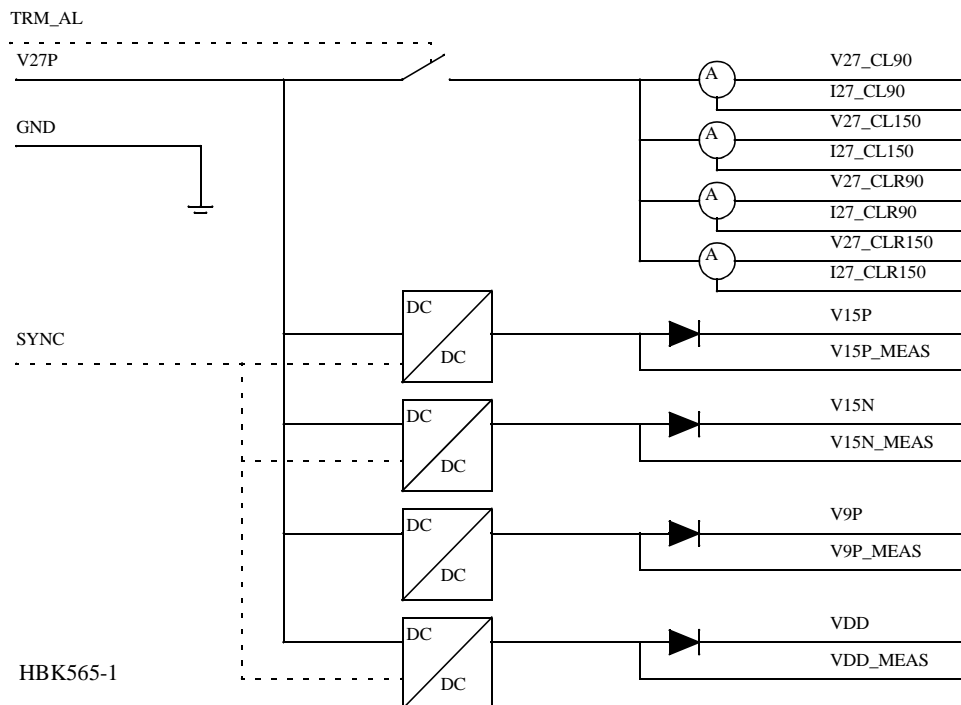 TRM_AL
V27P
GND
SYNC
HBK565-1
A
V27_CL90
I27_CL90
A
V27_CL150
I27_CL150
A
V27_CLR90
I27_CLR90
A
V27_CLR150
I27_CLR150
DC
DC
V15P
V15P_MEAS
DC
DC
V15N
V15N_MEAS
DC
DC
V9P
V9P_MEAS
DC
DC
VDD
VDD_MEAS